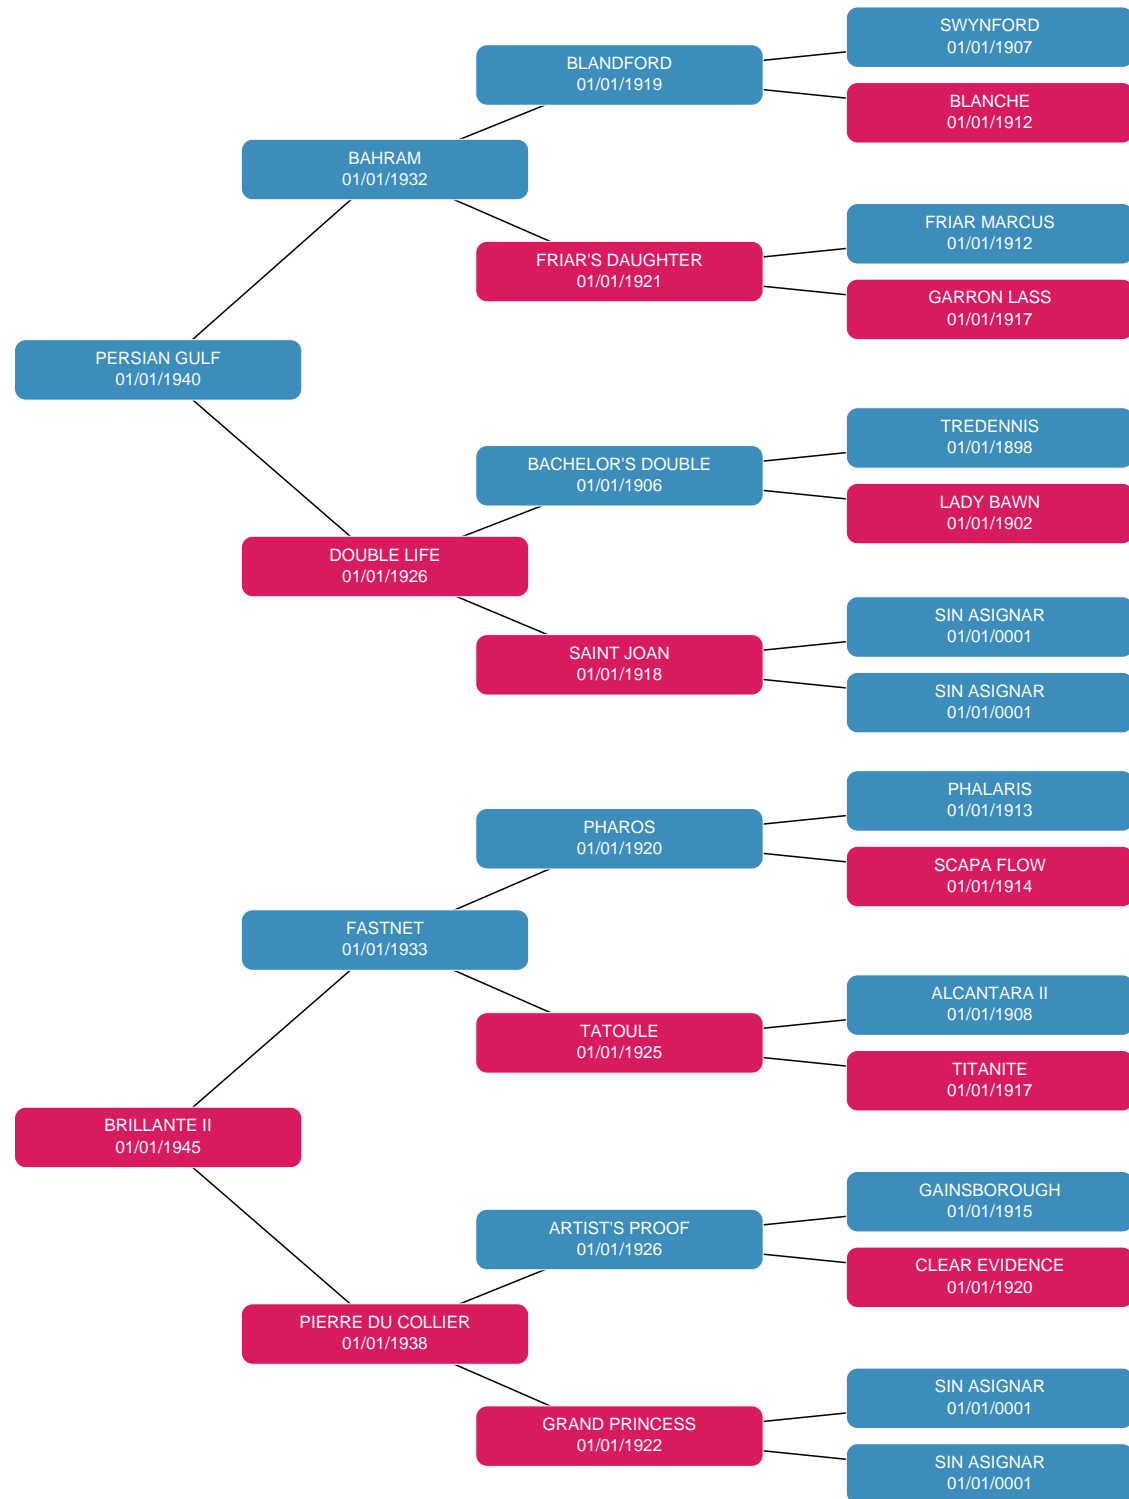 SWYNFORD
01/01/1907
BLANDFORD
01/01/1919
BLANCHE
01/01/1912
BAHRAM
01/01/1932
FRIAR MARCUS
01/01/1912
FRIAR'S DAUGHTER
01/01/1921
GARRON LASS
01/01/1917
PERSIAN GULF
01/01/1940
TREDENNIS
01/01/1898
BACHELOR'S DOUBLE
01/01/1906
LADY BAWN
01/01/1902
DOUBLE LIFE
01/01/1926
SIN ASIGNAR
01/01/0001
SAINT JOAN
01/01/1918
SIN ASIGNAR
01/01/0001
PHALARIS
01/01/1913
PHAROS
01/01/1920
SCAPA FLOW
01/01/1914
FASTNET
01/01/1933
ALCANTARA II
01/01/1908
TATOULE
01/01/1925
TITANITE
01/01/1917
BRILLANTE II
01/01/1945
GAINSBOROUGH
01/01/1915
ARTIST'S PROOF
01/01/1926
CLEAR EVIDENCE
01/01/1920
PIERRE DU COLLIER
01/01/1938
SIN ASIGNAR
01/01/0001
GRAND PRINCESS
01/01/1922
SIN ASIGNAR
01/01/0001